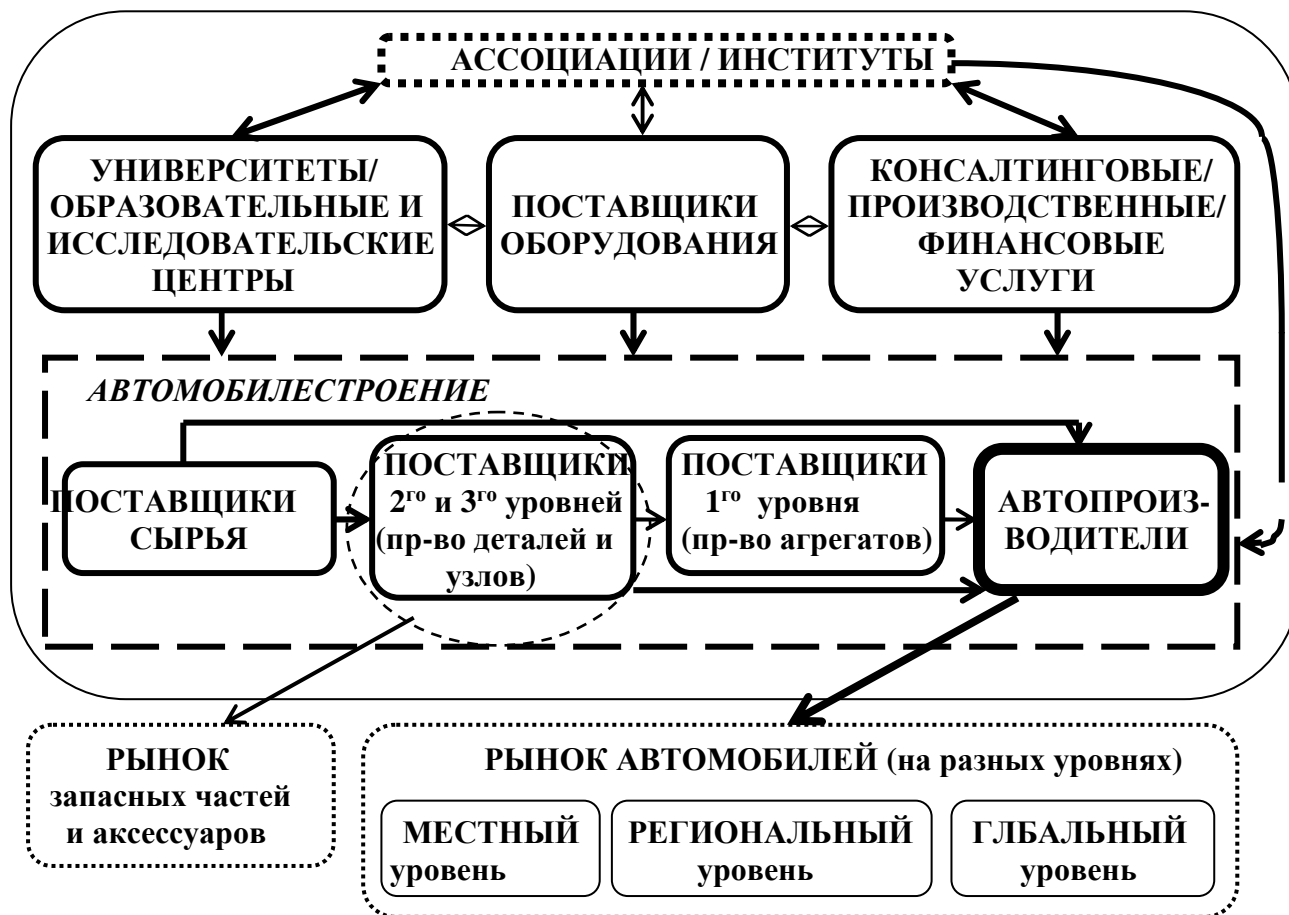 АССОЦИАЦИИ / ИНСТИТУТЫ
УНИВЕРСИТЕТЫ/
ОБРАЗОВАТЕЛЬНЫЕ И
ИССЛЕДОВАТЕЛЬСКИЕ
ЦЕНТРЫ
ПОСТАВЩИКИ
ОБОРУДОВАНИЯ
КОНСАЛТИНГОВЫЕ/
ПРОИЗВОДСТВЕННЫЕ/
ФИНАНСОВЫЕ
УСЛУГИ
АВТОМОБИЛЕСТРОЕНИЕ
ПОСТАВЩИКИ
СЫРЬЯ
ПОСТАВЩИКИ
2го и 3го уровней
(пр-во деталей и
узлов)
ПОСТАВЩИКИ
1го уровня
(пр-во агрегатов)
АВТОПРОИЗ-
ВОДИТЕЛИ
РЫНОК
запасных частей
и аксессуаров
РЫНОК АВТОМОБИЛЕЙ (на разных уровнях)
МЕСТНЫЙ
уровень
РЕГИОНАЛЬНЫЙ
уровень
ГЛБАЛЬНЫЙ
уровень